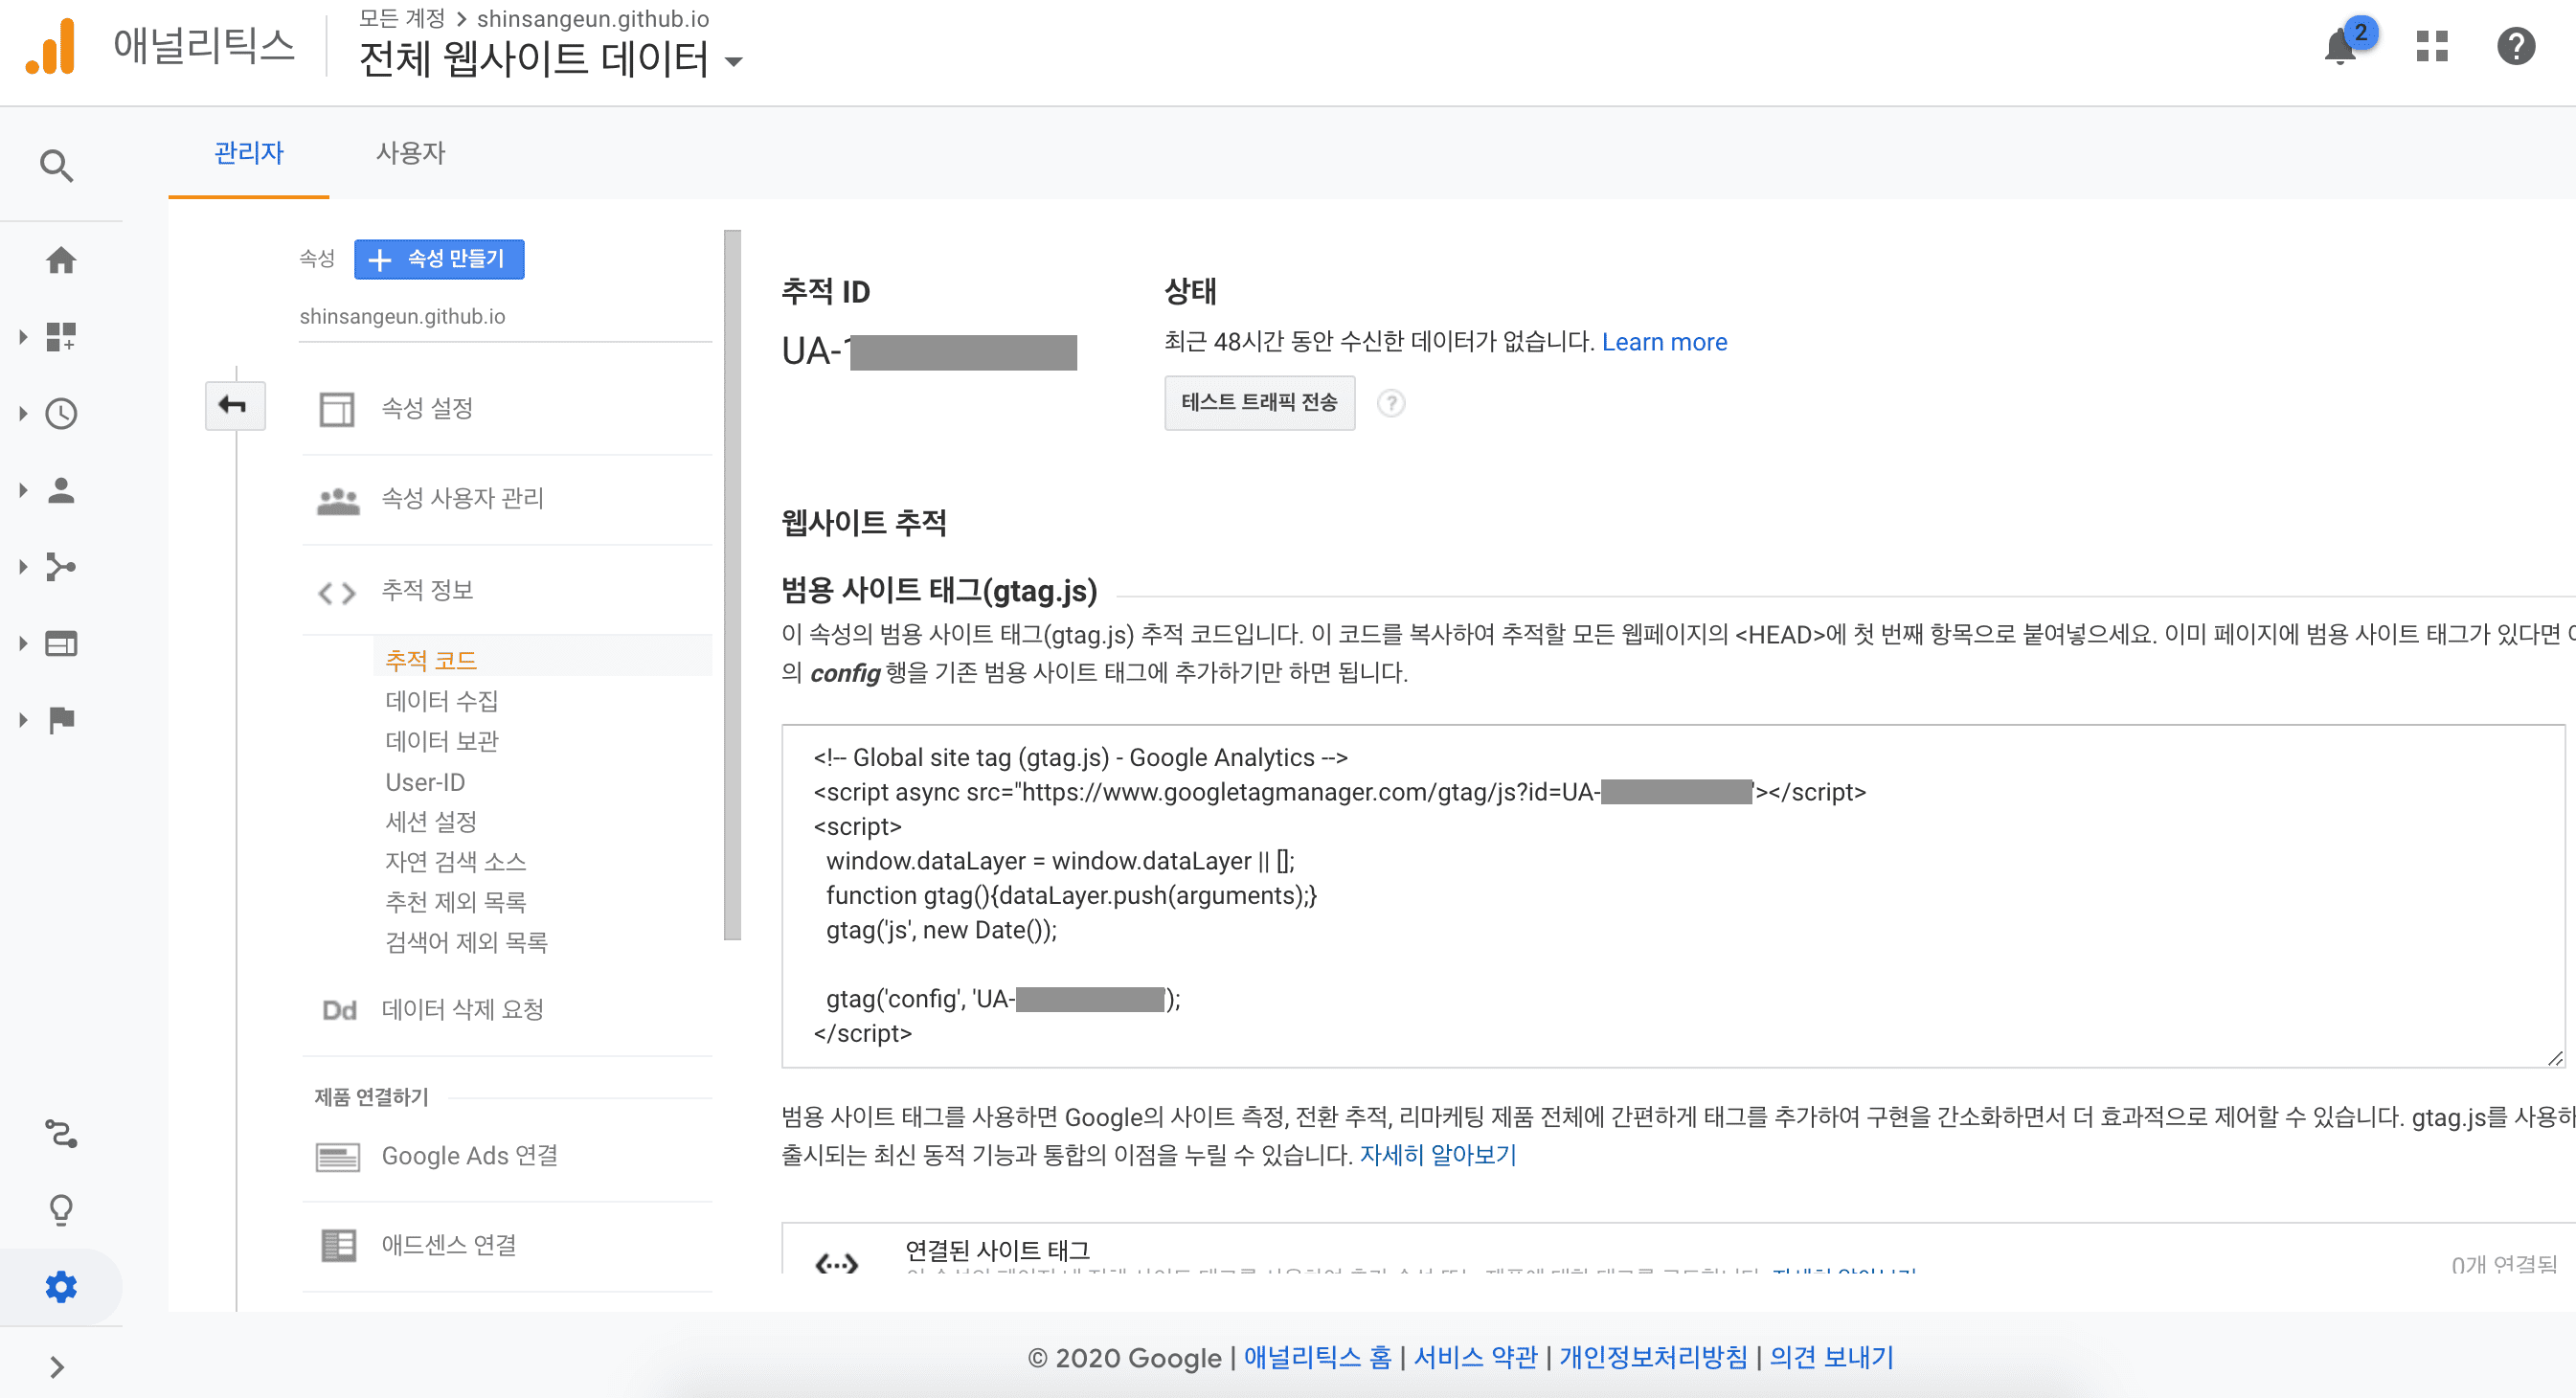 애널리틱스
모든 계정 > shinsangeun.github.io
전체 웹사이트 데이터
2
관리자
사용자
속성
속성 만들기
shinsangeun.github.io
속성 설정
속성 사용자 관리
추적 정보
추적 코드
데이터 수집
데이터 보관
User-ID
세션 설정
자연 검색 소스
추천 제외 목록
검색어 제외 목록
Dd 데이터 삭제 요청
제품 연결하기
Google Ads 연결
애드센스 연결
추적 ID
UA-
상태
최근 48시간 동안 수신한 데이터가 없습니다. Learn more
테스트 트래픽 전송
?
웹사이트 추적
범용 사이트 태그(gtag.js)
이 속성의 범용 사이트 태그(gtag.js) 추적 코드입니다. 이 코드를 복사하여 추적할 모든 웹페이지의 <HEAD>에 첫 번째 항목으로 붙여넣으세요. 이미 페이지에 범용 사이트 태그가 있다면
의 config 행을 기존 범용 사이트 태그에 추가하기만 하면 됩니다.
<!-- Global site tag (gtag.js) - Google Analytics -->
<script async src="https://www.googletagmanager.com/gtag/js?id=UA- "></script>
<script>
window.dataLayer = window.dataLayer || [];
function gtag(){dataLayer.push(arguments);}
gtag('js', new Date());
gtag('config', 'UA- ');
</script>
범용 사이트 태그를 사용하면 Google의 사이트 측정, 전환 추적, 리마케팅 제품 전체에 간편하게 태그를 추가하여 구현을 간소화하면서 더 효과적으로 제어할 수 있습니다. gtag.js를 사용하
출시되는 최신 동적 기능과 통합의 이점을 누릴 수 있습니다. 자세히 알아보기
연결된 사이트 태그
0개 연결됨
© 2020 Google | 애널리틱스 홈 | 서비스 약관 | 개인정보처리방침 | 의견 보내기